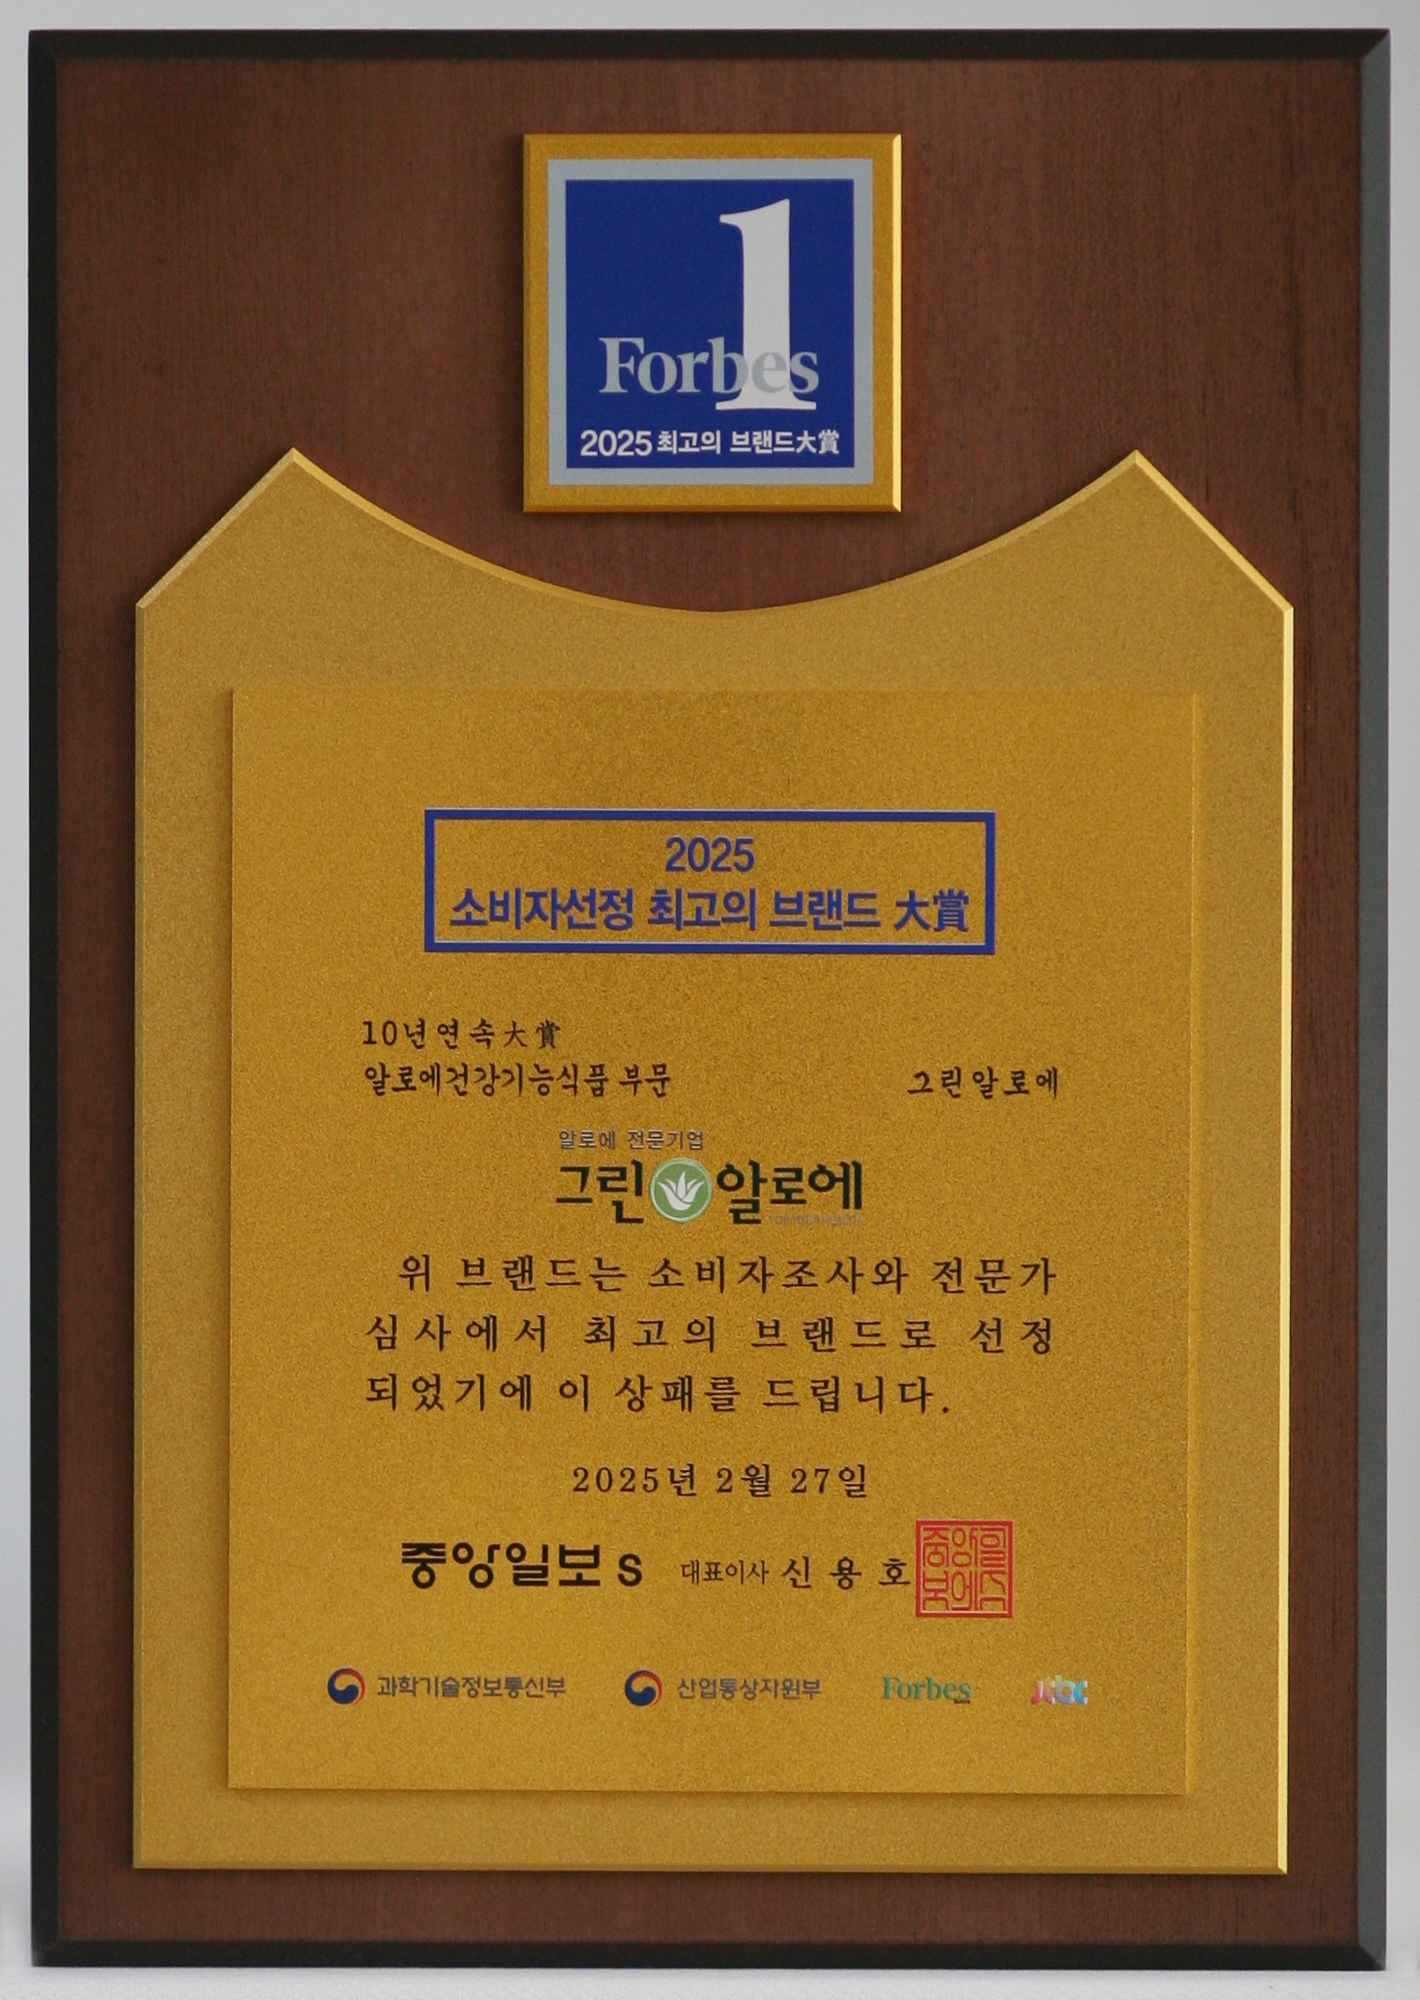 1
Forbes
2025 최고의 브랜드大賞
2025
소비자선정 최고의 브랜드 大賞
10년연속大賞
알로에건강기능식품 부문 그린알로에
알로에 전문기업
그린 알로에
위 브랜드는 소비자조사와 전문가
심사에서 최고의 브랜드로 선정
되었기에 이 상패를 드립니다.
2025년 2월 27일
중앙일보 S 대표이사 신용호
중앙일
보에스
과학기술정보통신부 산업통상자원부 Forbes jtbc